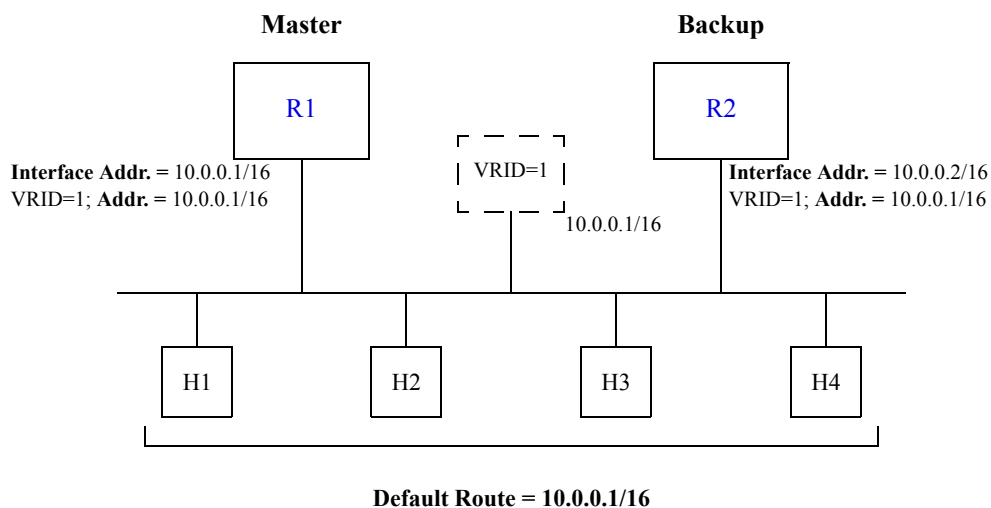 Master
Backup
R1
R2
VRID=1
Interface Addr. = 10.0.0.1/16
VRID=1; Addr. = 10.0.0.1/16
Interface Addr. = 10.0.0.2/16
VRID=1; Addr. = 10.0.0.1/16
10.0.0.1/16
H1
H2
H3
H4
Default Route = 10.0.0.1/16